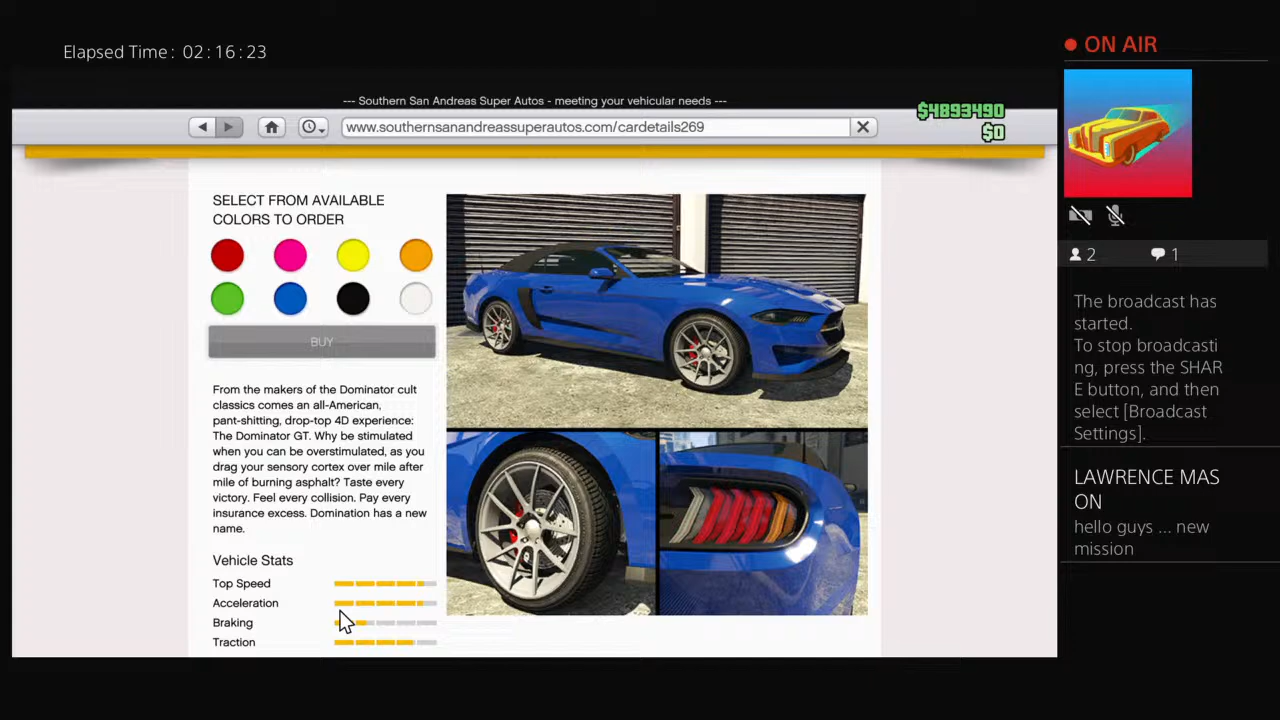 Elapsed Time: 02:16:23
ON AIR
--- Southern San Andreas Super Autos - meeting your vehicular needs ---
$4893490
www.southernsanandreassuperautos.com/cardetails269
$0
SELECT FROM AVAILABLE
COLORS TO ORDER
BUY
From the makers of the Dominator cult
classics comes an all-American,
pant-shitting, drop-top 4D experience:
The Dominator GT. Why be stimulated
when you can be overstimulated, as you
drag your sensory cortex over mile after
mile of burning asphalt? Taste every
victory. Feel every collision. Pay every
insurance excess. Domination has a new
name.
Vehicle Stats
Top Speed
Acceleration
Braking
Traction
2
1
The broadcast has
started.
To stop broadcasti
ng, press the SHAR
E button, and then
select [Broadcast
Settings].
LAWRENCE MAS
ON
hello guys ... new
mission